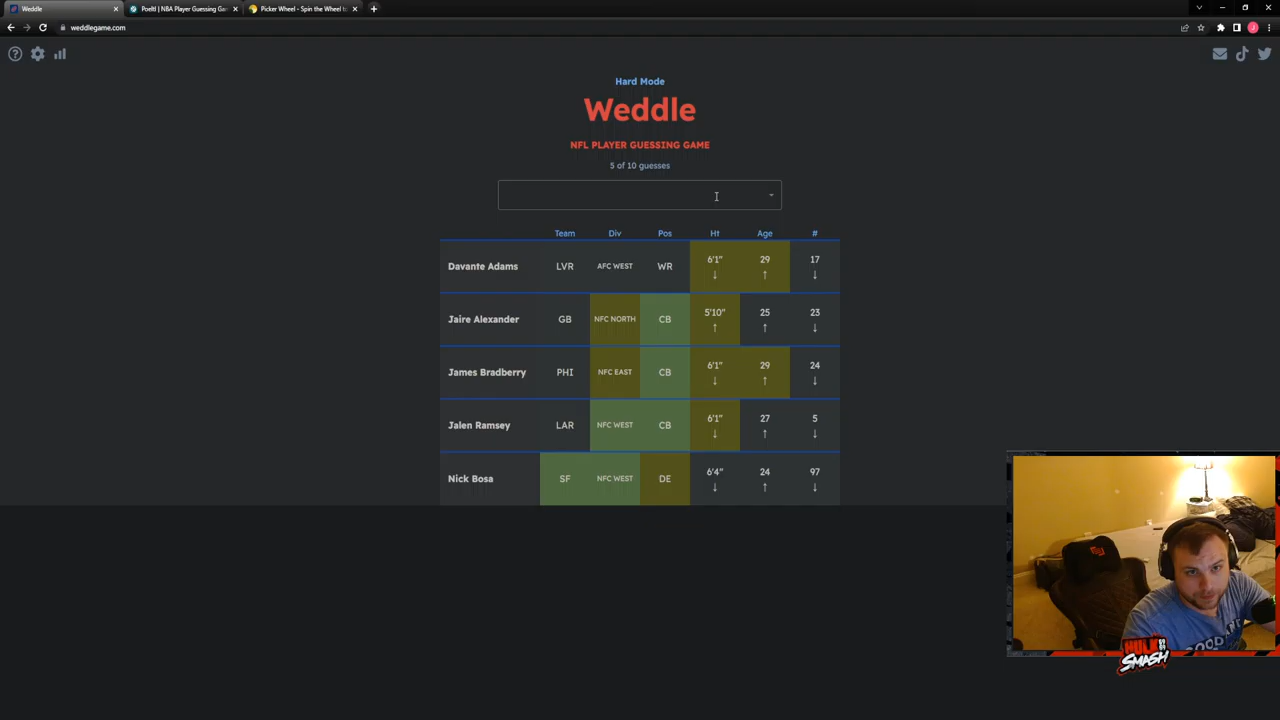 Weddle
Poeltl | NBA Player Guessing Ga
Picker Wheel - Spin the Wheel to
weddlegame.com
J
Hard Mode
Weddle
NFL PLAYER GUESSING GAME
5 of 10 guesses
Team Div Pos Ht Age #
Davante Adams LVR AFC WEST WR 6'1" ↓ 29 ↑ 17 ↓
Jaire Alexander GB NFC NORTH CB 5'10" ↑ 25 ↑ 23 ↓
James Bradberry PHI NFC EAST CB 6'1" ↓ 29 ↑ 24 ↓
Jalen Ramsey LAR NFC WEST CB 6'1" ↓ 27 ↑ 5 ↓
Nick Bosa SF NFC WEST DE 6'4" ↓ 24 ↑ 97 ↓
HULK
SMASH